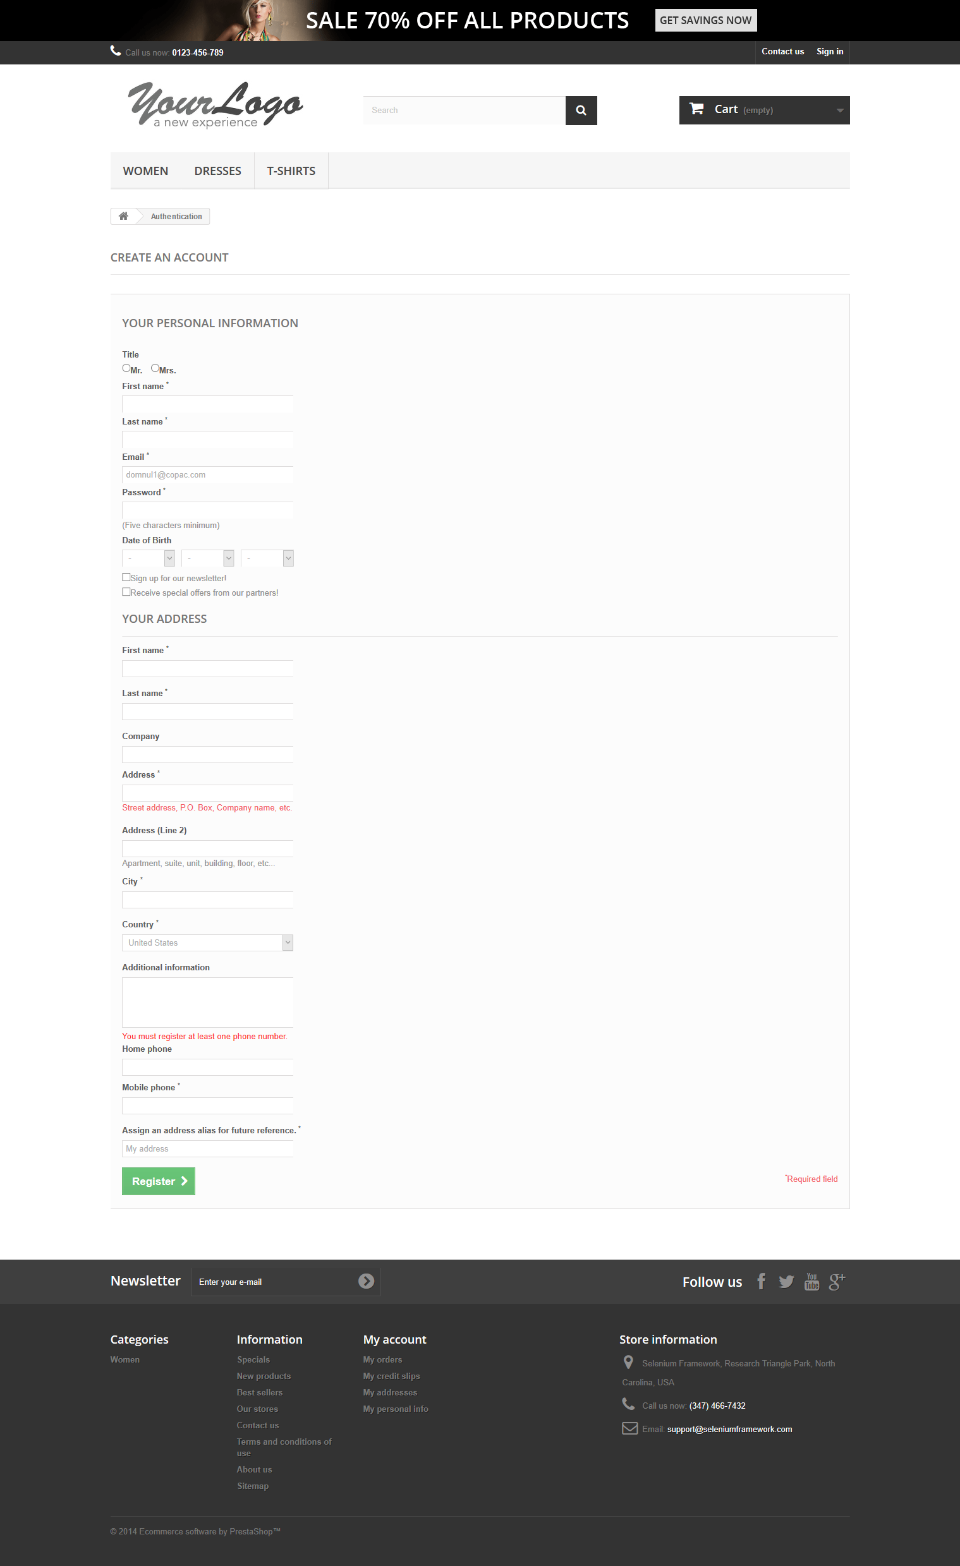 SALE 70% OFF ALL PRODUCTS
GET SAVINGS NOW
Call us now: 0123-456-789
Contact us
Sign in
Your Logo
a new experience
Search
Cart (empty)
WOMEN
DRESSES
T-SHIRTS
Authentication
CREATE AN ACCOUNT
YOUR PERSONAL INFORMATION
Title
Mr. Mrs.
First name *
Last name *
Email *
domnul1@copac.com
Password *
(Five characters minimum)
Date of Birth
- - -
Sign up for our newsletter!
Receive special offers from our partners!
YOUR ADDRESS
First name *
Last name *
Company
Address *
Street address, P.O. Box, Company name, etc.
Address (Line 2)
Apartment, suite, unit, building, floor, etc...
City *
Country *
United States
Additional information
You must register at least one phone number.
Home phone
Mobile phone *
Assign an address alias for future reference. *
My address
Register
*Required field
Newsletter
Enter your e-mail
Follow us
You
Tube
g+
Categories
Women
Information
Specials
New products
Best sellers
Our stores
Contact us
Terms and conditions of
use
About us
Sitemap
My account
My orders
My credit slips
My addresses
My personal info
Store information
Selenium Framework, Research Triangle Park, North
Carolina, USA
Call us now: (347) 466-7432
Email: support@seleniumframework.com
© 2014 Ecommerce software by PrestaShop™